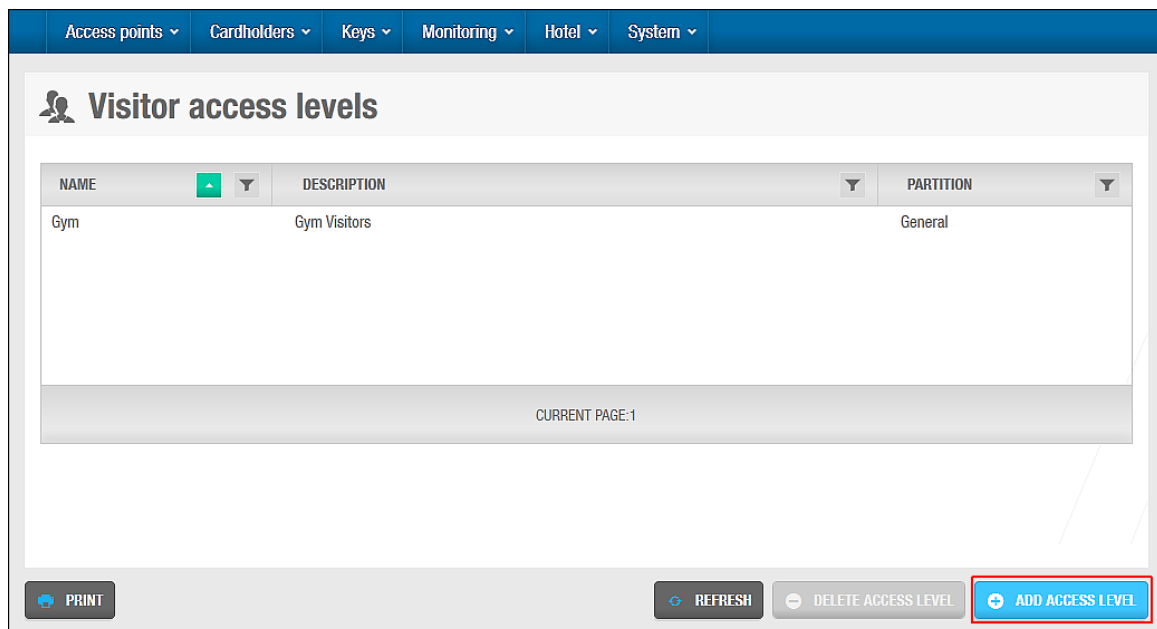 Access points Cardholders Keys Monitoring Hotel System
Visitor access levels
NAME DESCRIPTION PARTITION
Gym Gym Visitors General
CURRENT PAGE:1
PRINT REFRESH DELETE ACCESS LEVEL ADD ACCESS LEVEL